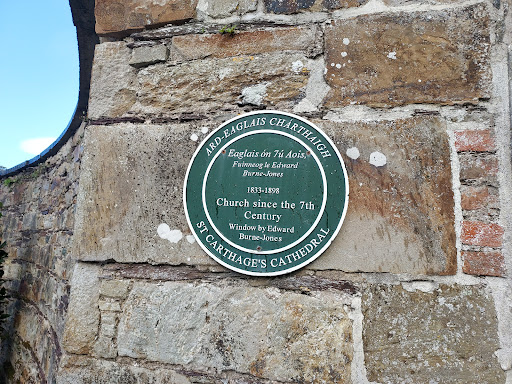 ARD-EAGLAIS CHÁRTHAIGH
"Eaglais ón 7ú Aois,
Fuinneog le Edward
Burne-Jones
1833-1898
Church since the 7th
Century
Window by Edward
Burne-Jones
ST CARTHAGE'S CATHEDRAL